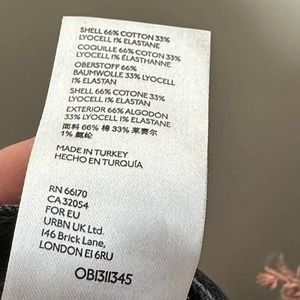 SHELL 66% COTTON 33%
LYOCELL 1% ELASTANE
COQUILLE 66% COTON 33%
LYOCELL 1% ÉLASTHANNE
OBERSTOFF 66%
BAUMWOLLE 33% LYOCELL
1% ELASTAN
SHELL 66% COTONE 33%
LYOCELL 1% ELASTANE
EXTERIOR 66% ALGODÓN
33% LYOCELL 1% ELASTANE
面料 66% 棉 33% 莱赛尔
1% 氨纶
MADE IN TURKEY
HECHO EN TURQUÍA
RN 66170
CA 32054
FOR EU
URBN UK Ltd.
146 Brick Lane,
LONDON E1 6RU
OB1311345